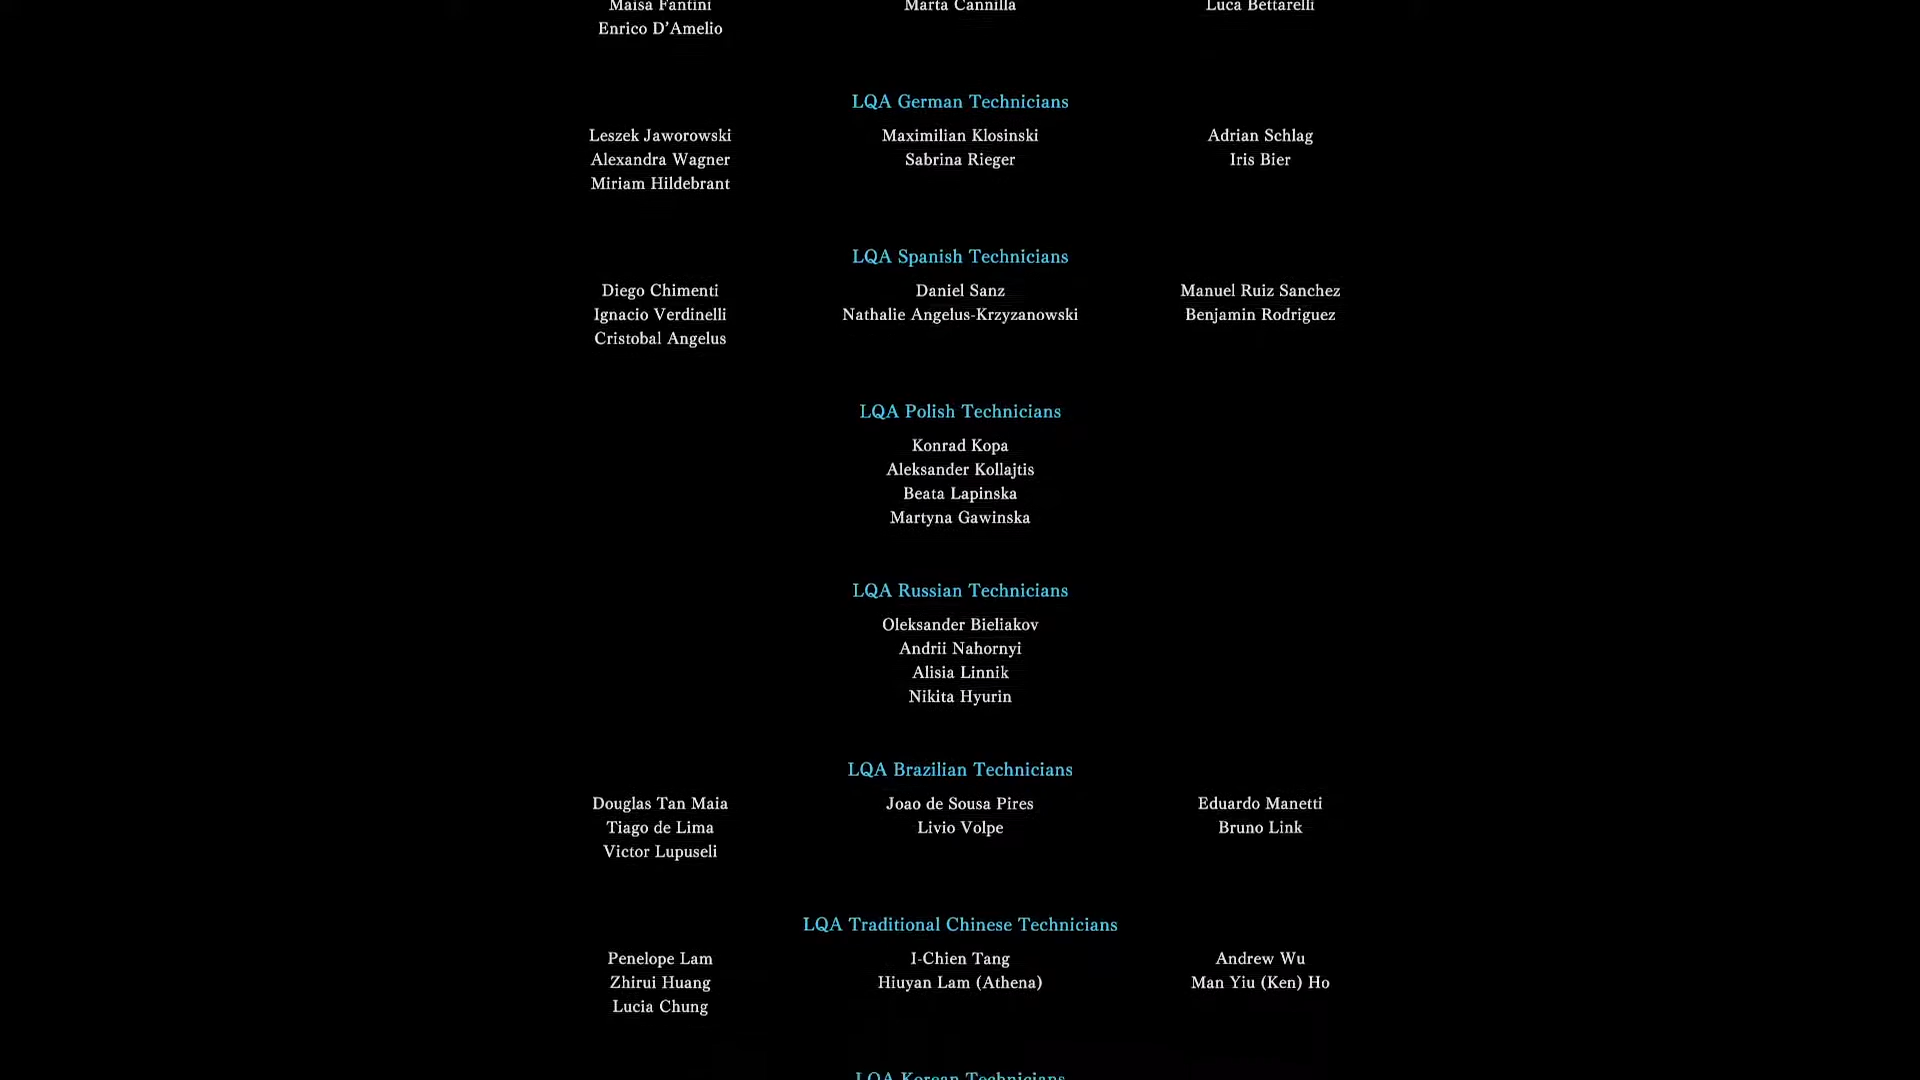 Maisa Fantini Marta Cannilla Luca Bettarelli
Enrico D'Amelio
LQA German Technicians
Leszek Jaworowski Maximilian Klosinski Adrian Schlag
Alexandra Wagner Sabrina Rieger Iris Bier
Miriam Hildebrant
LQA Spanish Technicians
Diego Chimenti Daniel Sanz Manuel Ruiz Sanchez
Ignacio Verdinelli Nathalie Angelus-Krzyzanowski Benjamin Rodriguez
Cristobal Angelus
LQA Polish Technicians
Konrad Kopa
Aleksander Kollajtis
Beata Lapinska
Martyna Gawinska
LQA Russian Technicians
Oleksander Bieliakov
Andrii Nahornyi
Alisia Linnik
Nikita Hyurin
LQA Brazilian Technicians
Douglas Tan Maia Joao de Sousa Pires Eduardo Manetti
Tiago de Lima Livio Volpe Bruno Link
Victor Lupuseli
LQA Traditional Chinese Technicians
Penelope Lam I-Chien Tang Andrew Wu
Zhirui Huang Hiuyan Lam (Athena) Man Yiu (Ken) Ho
Lucia Chung
LQA Korean Technicians